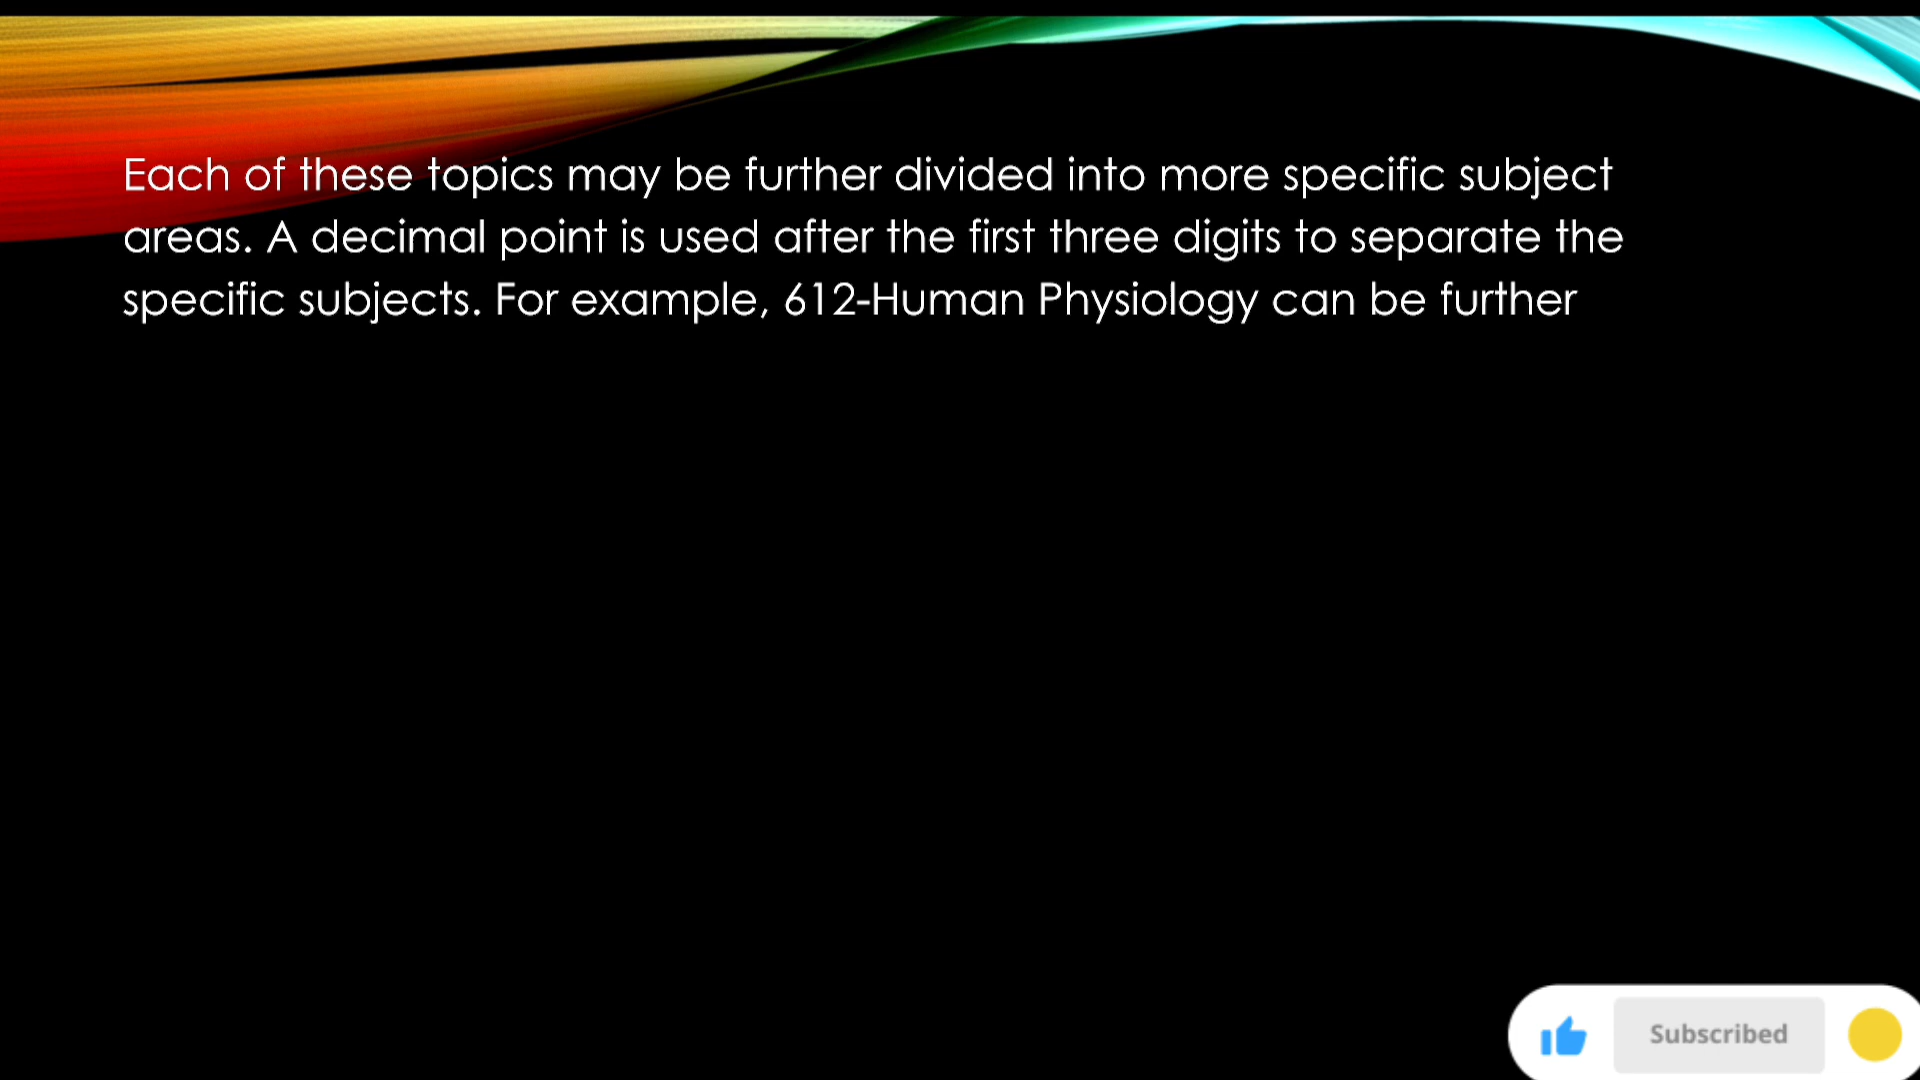 Each of these topics may be further divided into more specific subject
areas. A decimal point is used after the first three digits to separate the
specific subjects. For example, 612-Human Physiology can be further
Subscribed